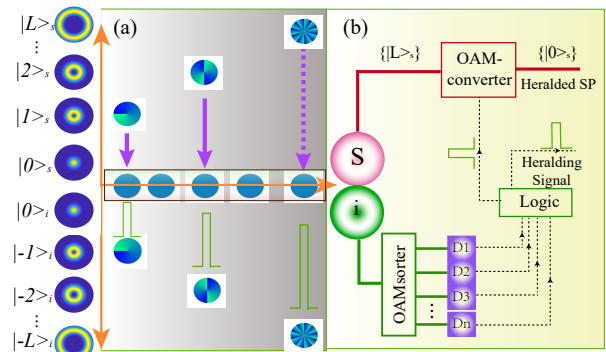 |L>s
⋮
|2>s
|1>s
|0>s
|0>i
|-1>i
|-2>i
⋮
|-L>i
(a)
(b)
{|L>s}
OAM-
converter
{|0>s}
Heralded SP
S
i
Heralding
Signal
Logic
OAMsorter
D1
D2
D3
⋮
Dn